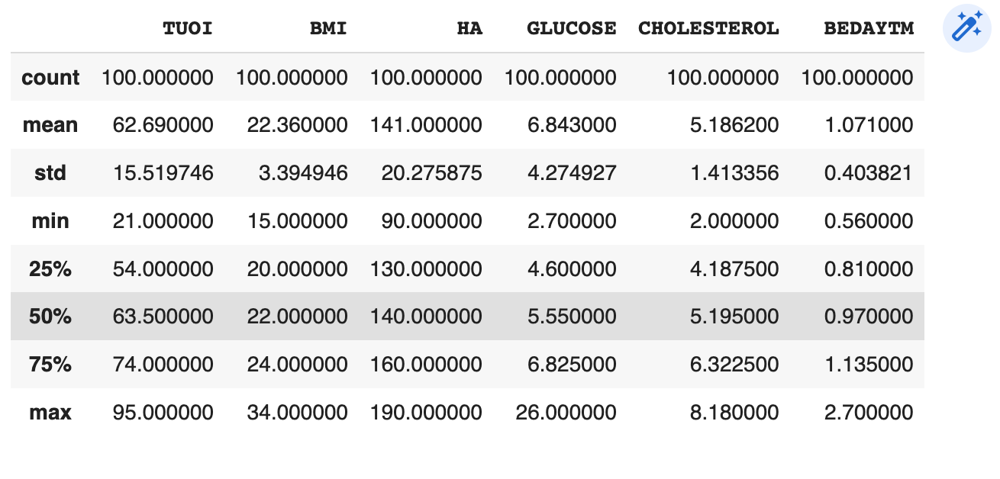 TUOI BMI HA GLUCOSE CHOLESTEROL BEDAYTM
count 100.000000 100.000000 100.000000 100.000000 100.000000 100.000000
mean 62.690000 22.360000 141.000000 6.843000 5.186200 1.071000
std 15.519746 3.394946 20.275875 4.274927 1.413356 0.403821
min 21.000000 15.000000 90.000000 2.700000 2.000000 0.560000
25% 54.000000 20.000000 130.000000 4.600000 4.187500 0.810000
50% 63.500000 22.000000 140.000000 5.550000 5.195000 0.970000
75% 74.000000 24.000000 160.000000 6.825000 6.322500 1.135000
max 95.000000 34.000000 190.000000 26.000000 8.180000 2.700000